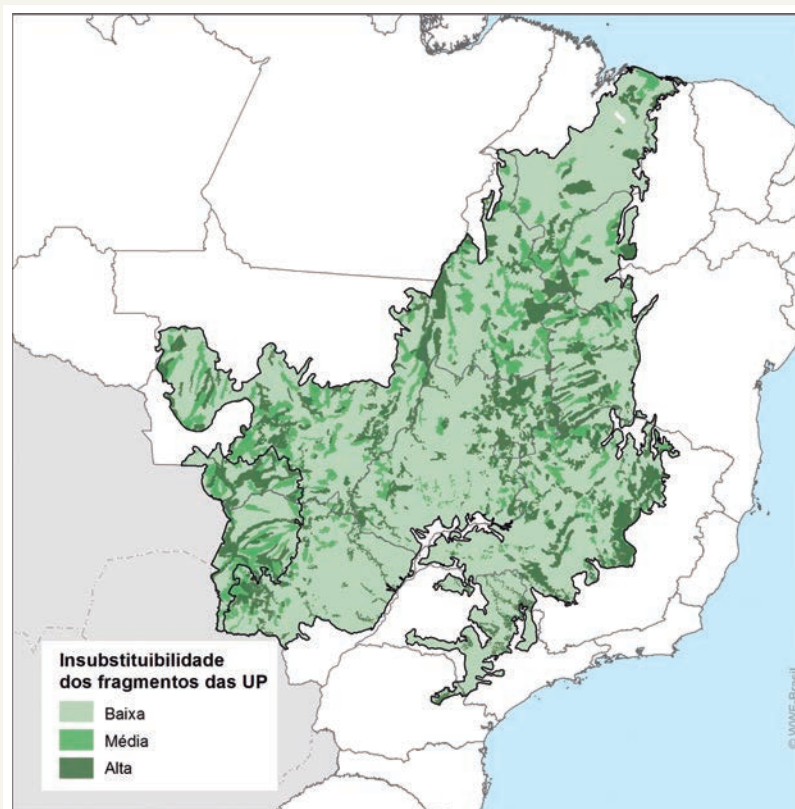 Insubstituibilidade
dos fragmentos das UP
Baixa
Média
Alta
© WWF-Brasil